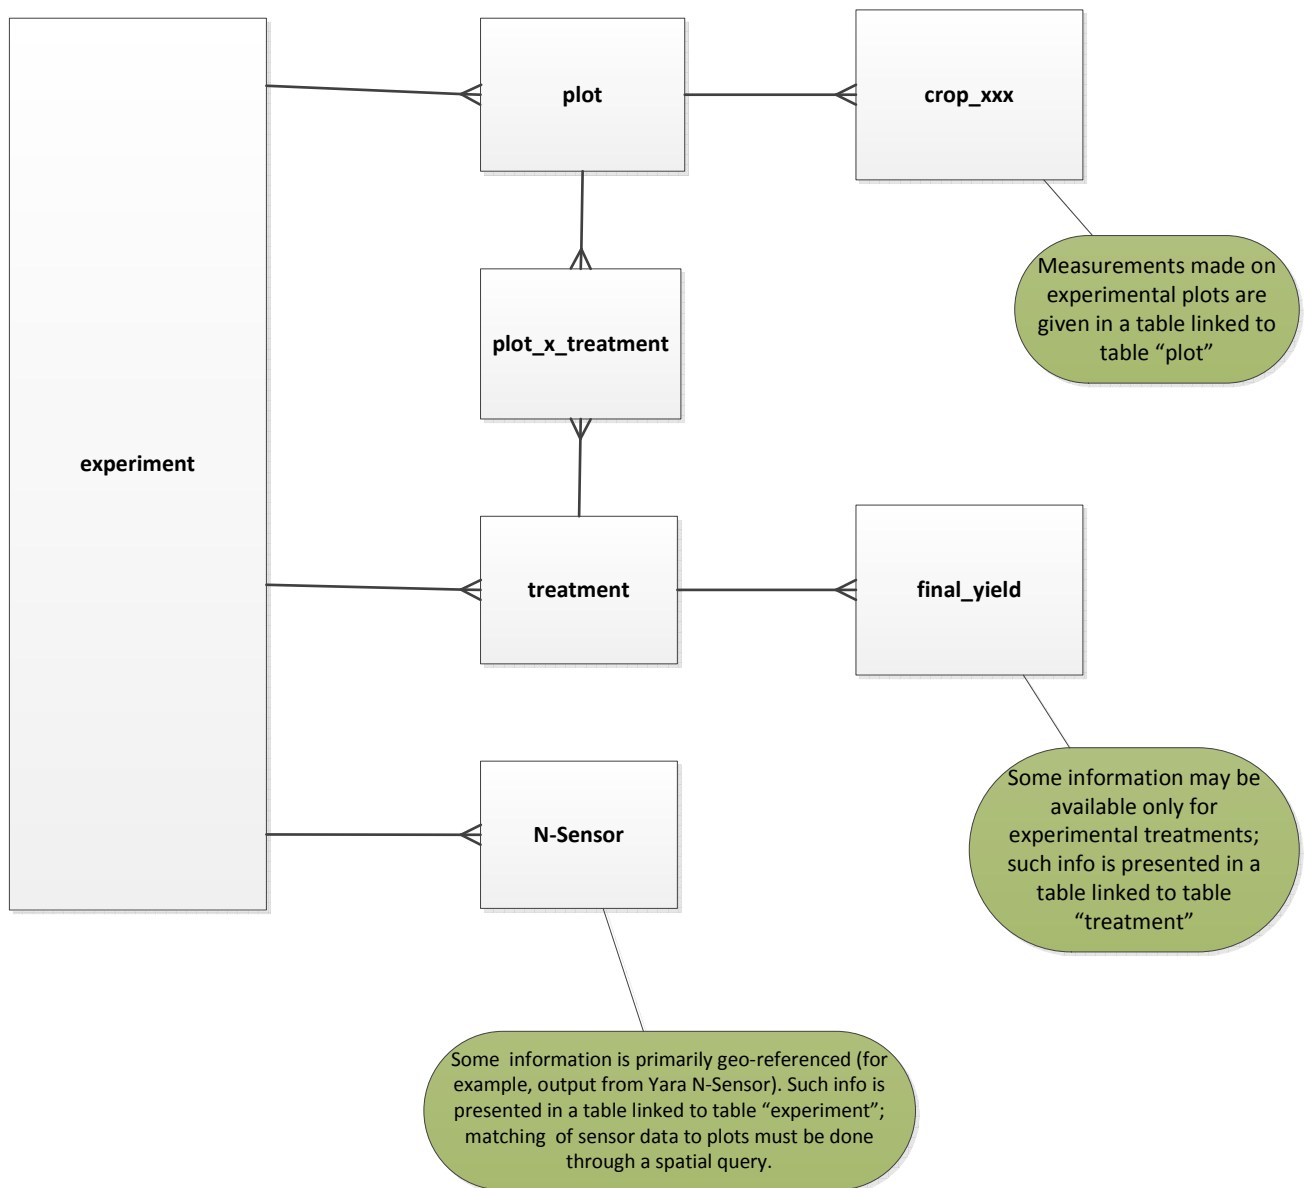 plot
crop_xxx
Measurements made on
experimental plots are
given in a table linked to
table “plot”
plot_x_treatment
experiment
treatment
final_yield
Some information may be
available only for
experimental treatments;
such info is presented in a
table linked to table
“treatment”
N-Sensor
Some information is primarily geo-referenced (for
example, output from Yara N-Sensor). Such info is
presented in a table linked to table “experiment”;
matching of sensor data to plots must be done
through a spatial query.